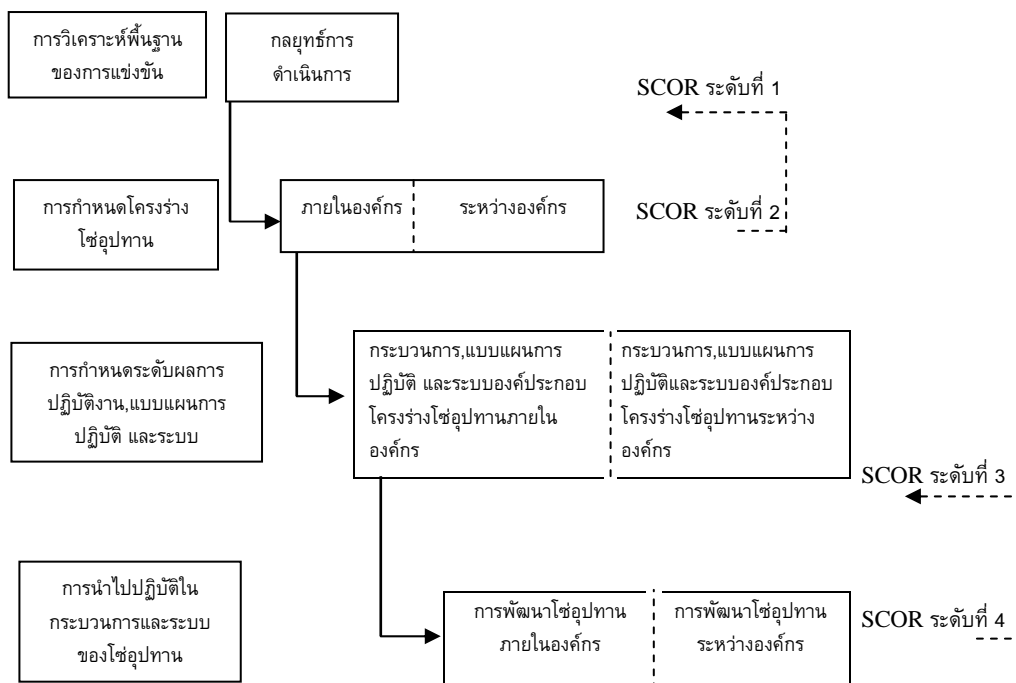 การวิเคราะห์พื้นฐาน
ของการแข่งขัน
กลยุทธ์การ
ดำเนินการ
SCOR ระดับที่ 1
การกำหนดโครงร่าง
โซ่อุปทาน
ภายในองค์กร
ระหว่างองค์กร
SCOR ระดับที่ 2
การกำหนดระดับผลการ
ปฏิบัติงาน,แบบแผนการ
ปฏิบัติ และระบบ
กระบวนการ,แบบแผนการ
ปฏิบัติ และระบบองค์ประกอบ
โครงร่างโซ่อุปทานภายใน
องค์กร
กระบวนการ,แบบแผนการ
ปฏิบัติและระบบองค์ประกอบ
โครงร่างโซ่อุปทานระหว่าง
องค์กร
SCOR ระดับที่ 3
การนำไปปฏิบัติใน
กระบวนการและระบบ
ของโซ่อุปทาน
การพัฒนาโซ่อุปทาน
ภายในองค์กร
การพัฒนาโซ่อุปทาน
ระหว่างองค์กร
SCOR ระดับที่ 4